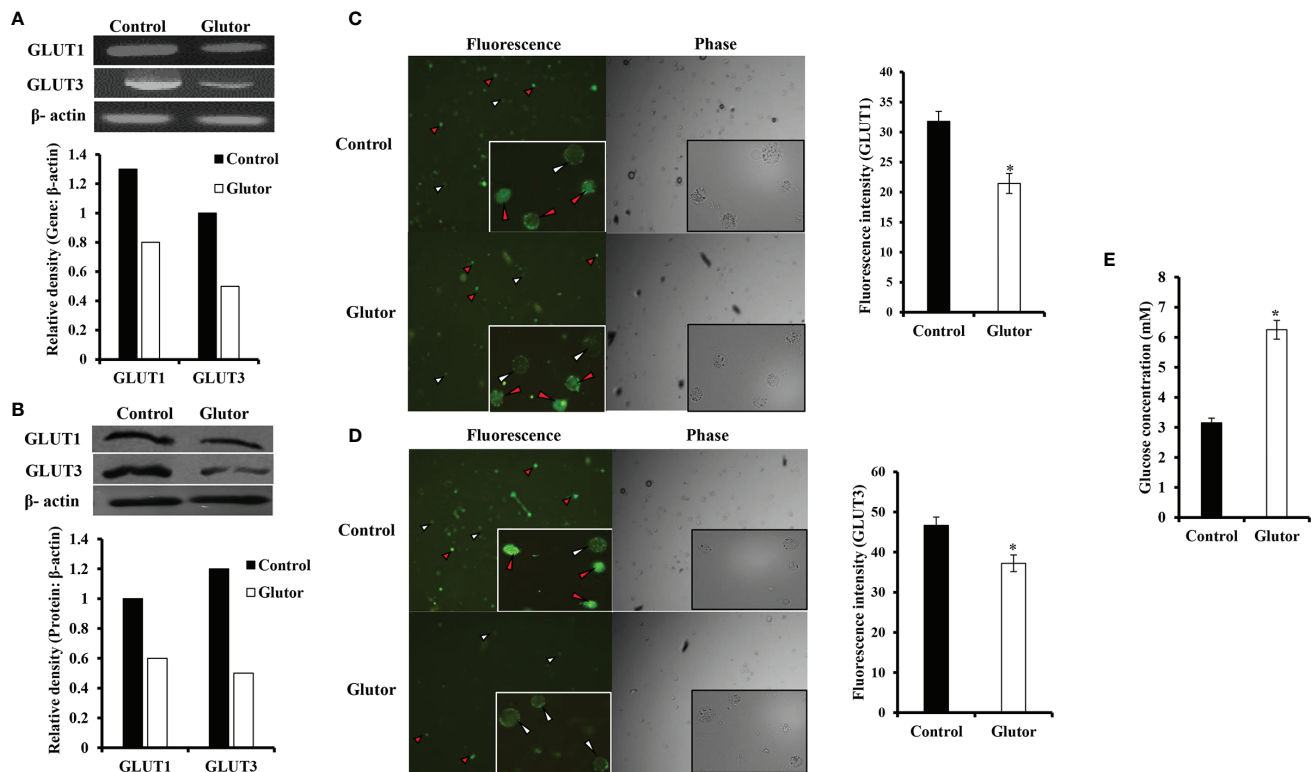 A
Control Glutor
GLUT1
GLUT3
β- actin
Relative density (Gene: β-actin)
1.4
1.2
1
0.8
0.6
0.4
0.2
0
Control
Glutor
GLUT1 GLUT3
B
Control Glutor
GLUT1
GLUT3
β- actin
Relative density (Protein: β-actin)
1.4
1.2
1
0.8
0.6
0.4
0.2
0
Control
Glutor
GLUT1 GLUT3
C
Fluorescence Phase
Control
Glutor
Fluorescence intensity (GLUT1)
40
35
30
25
20
15
10
5
0
*
Control Glutor
D
Fluorescence Phase
Control
Glutor
Fluorescence intensity (GLUT3)
60
50
40
30
20
10
0
*
Control Glutor
E
Glucose concentration (mM)
8
7
6
5
4
3
2
1
0
*
Control Glutor